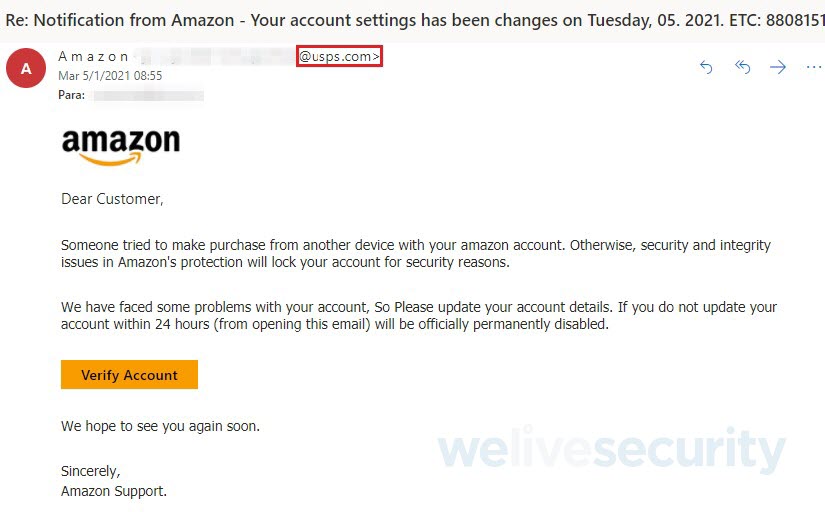 Re: Notification from Amazon - Your account settings has been changes on Tuesday, 05. 2021. ETC: 8808151
A m a z o n
@usps.com>
A
Mar 5/1/2021 08:55
Para:
amazon
Dear Customer,
Someone tried to make purchase from another device with your amazon account. Otherwise, security and integrity
issues in Amazon's protection will lock your account for security reasons.
We have faced some problems with your account, So Please update your account details. If you do not update your
account within 24 hours (from opening this email) will be officially permanently disabled.
Verify Account
We hope to see you again soon.
welivesecurity
Sincerely,
Amazon Support.